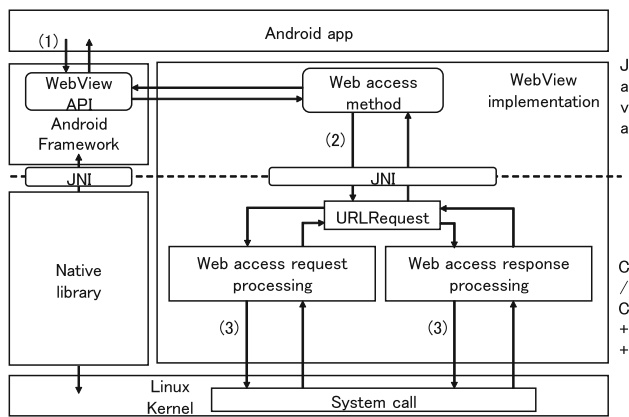 Android app
(1)
WebView
API
Android
Framework
Web access
method
WebView
implementation
J
a
v
a
(2)
JNI
JNI
URLRequest
Native
library
Web access request
processing
Web access response
processing
C
/
C
+
+
(3)
(3)
Linux
Kernel
System call